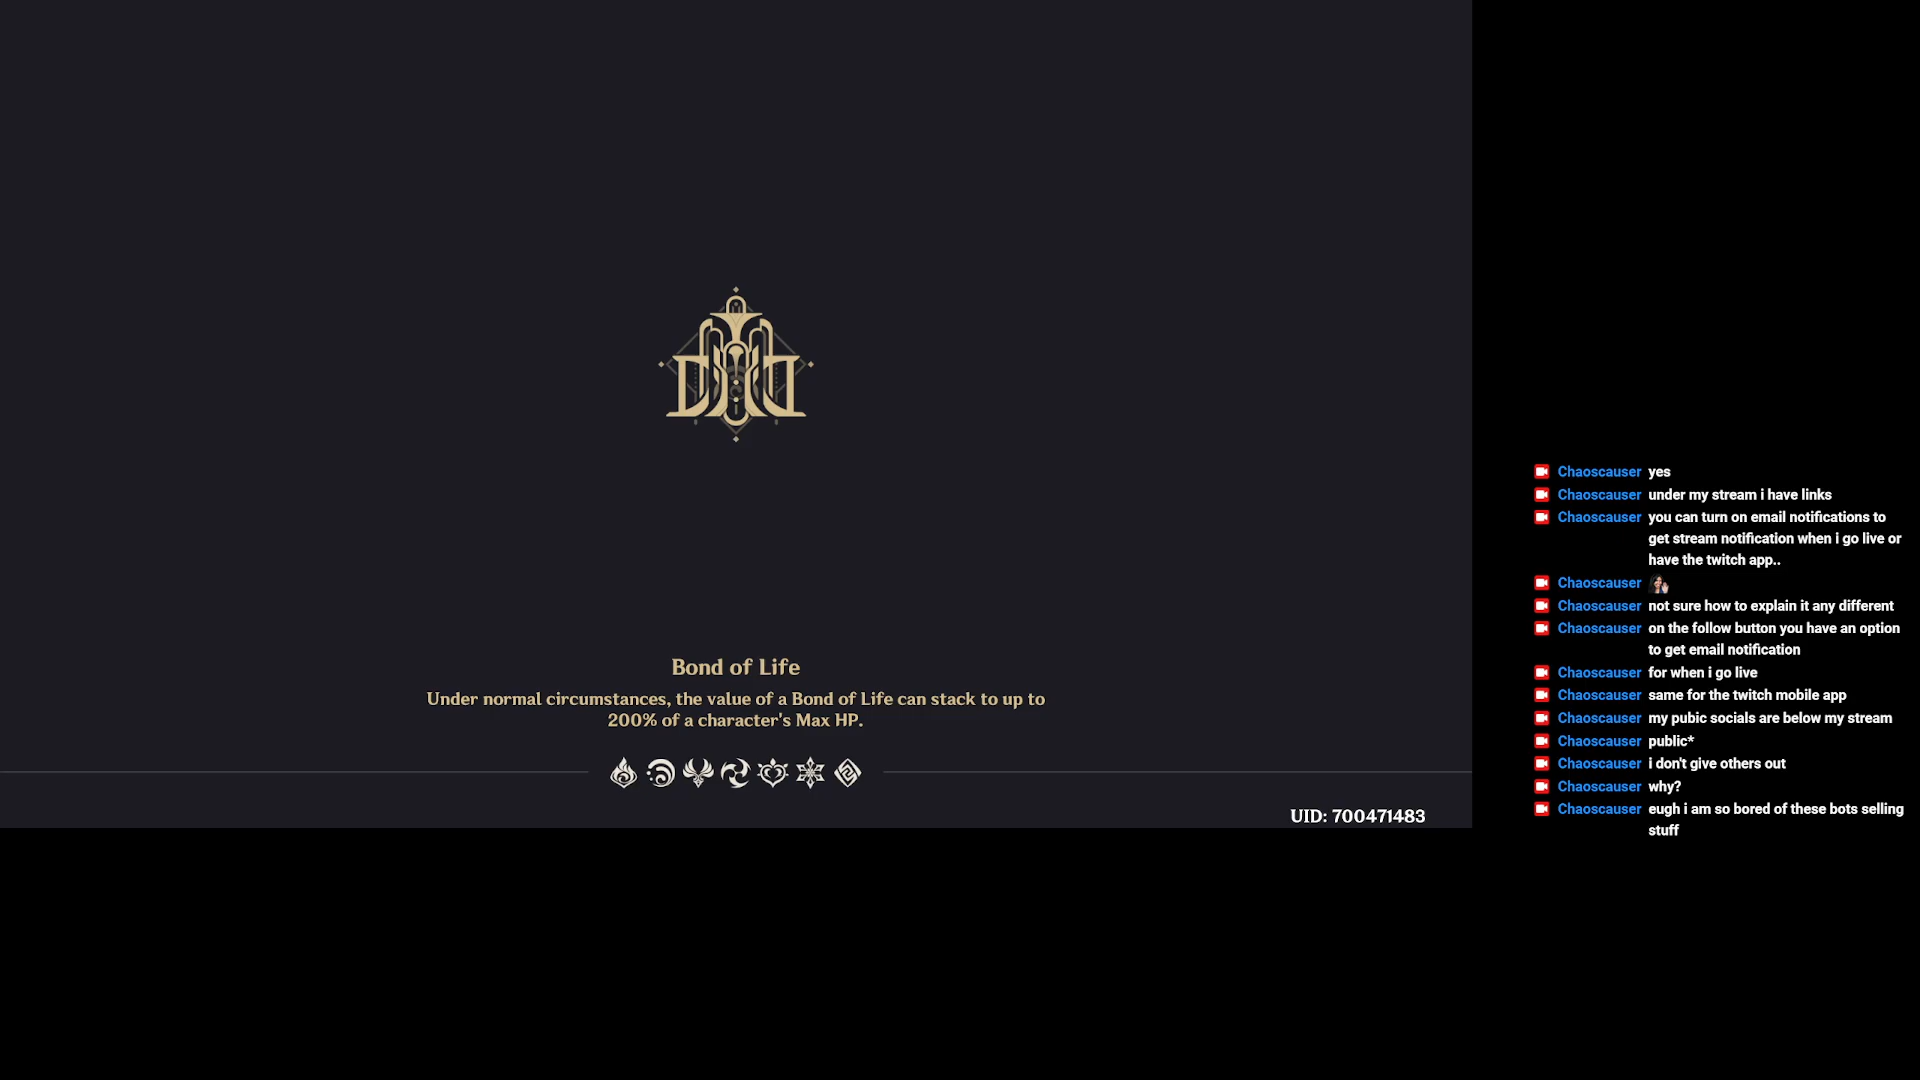 Bond of Life
Under normal circumstances, the value of a Bond of Life can stack to up to
200% of a character's Max HP.
UID: 700471483
Chaoscauser yes
Chaoscauser under my stream i have links
Chaoscauser you can turn on email notifications to
get stream notification when i go live or
have the twitch app..
Chaoscauser
Chaoscauser not sure how to explain it any different
Chaoscauser on the follow button you have an option
to get email notification
Chaoscauser for when i go live
Chaoscauser same for the twitch mobile app
Chaoscauser my pubic socials are below my stream
Chaoscauser public*
Chaoscauser i don't give others out
Chaoscauser why?
Chaoscauser eugh i am so bored of these bots selling
stuff